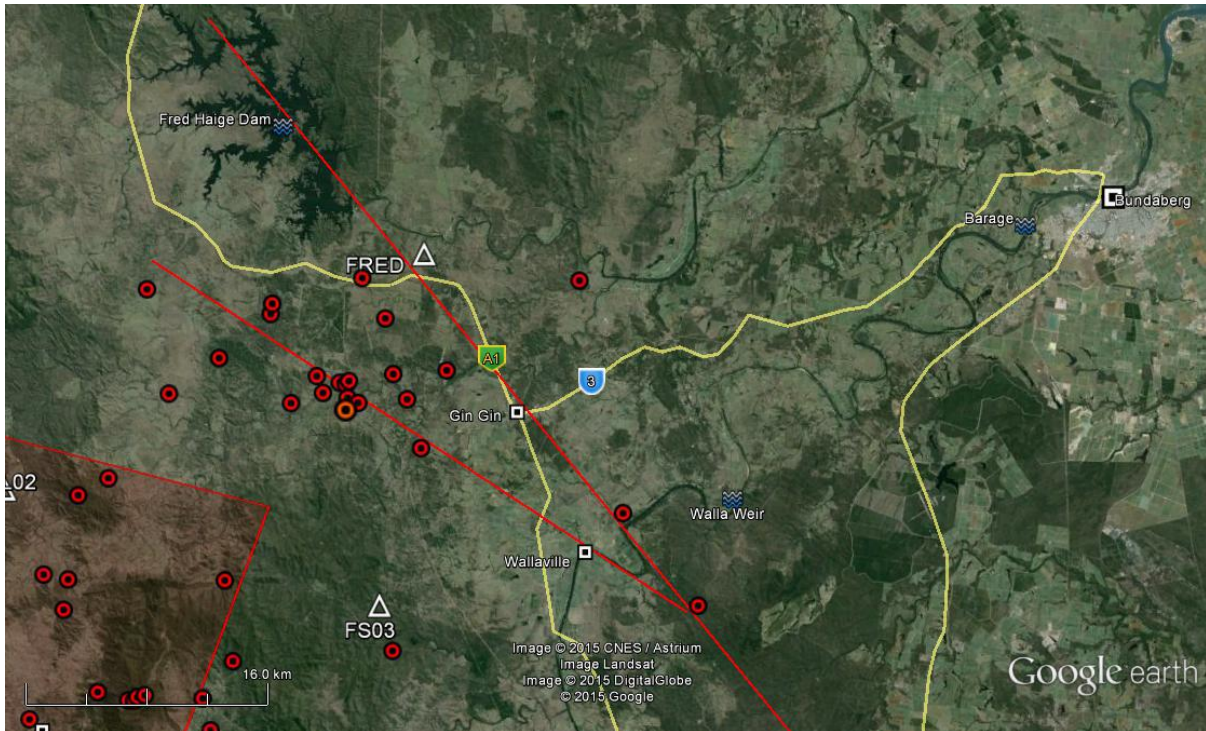 Fred Haige Dam
Bundaberg
Barage
FRED
A1
3
Gin Gin
02
Walla Weir
Wallaville
FS03
16.0 km
Image © 2015 CNES / Astrium
Image Landsat
Image © 2015 DigitalGlobe
© 2015 Google
Google earth